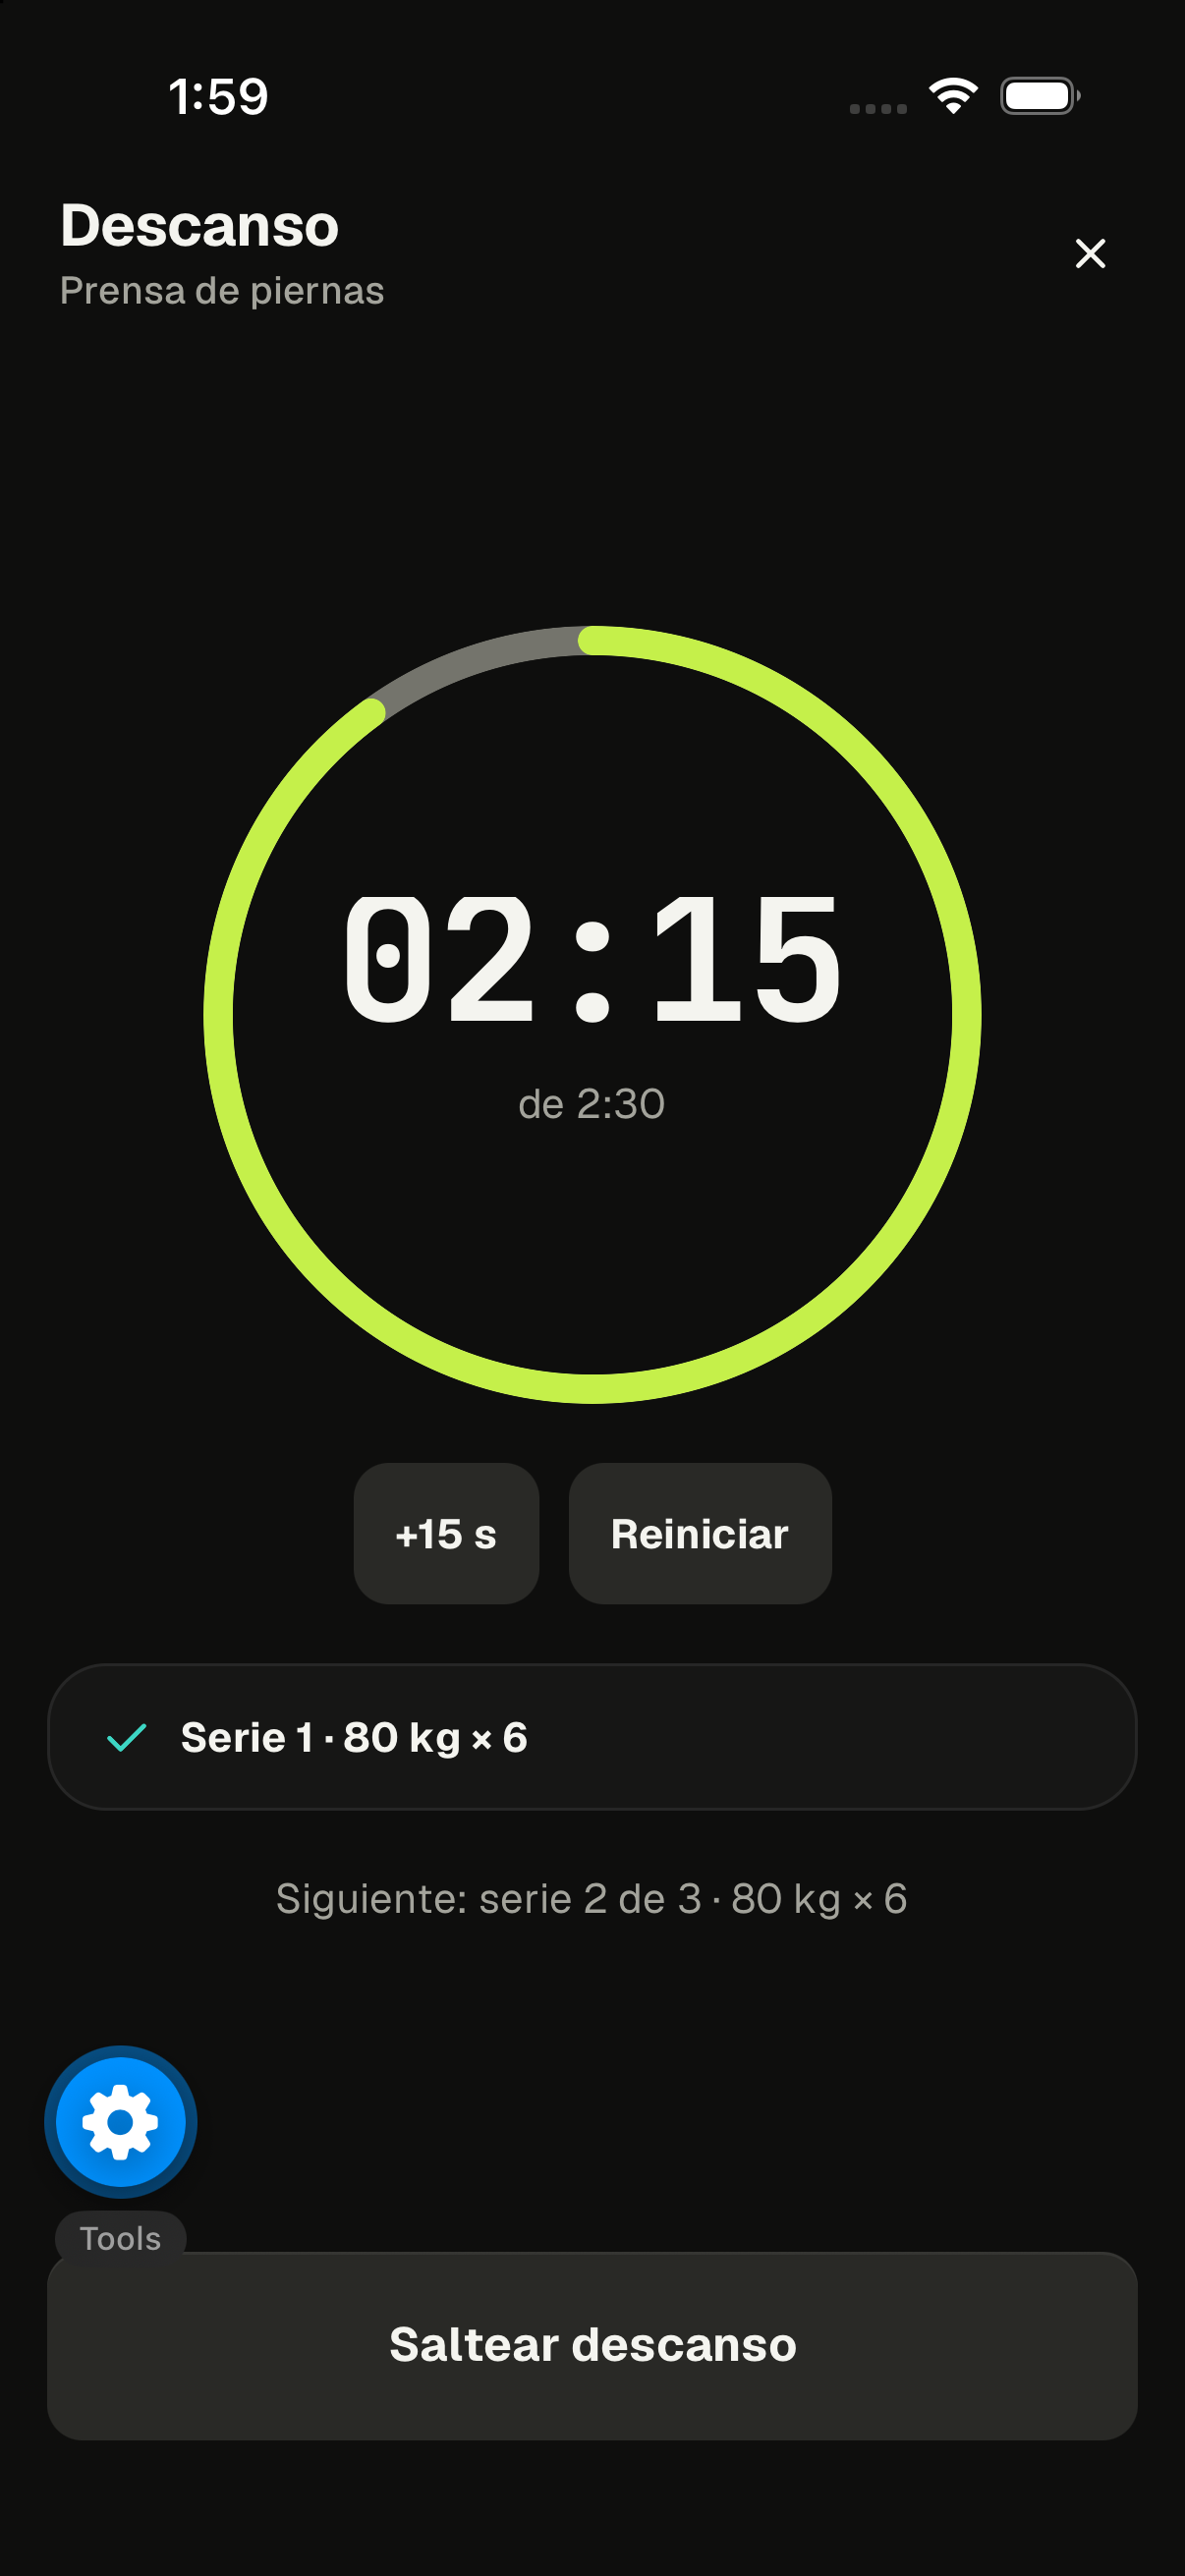 1:59
Descanso
Prensa de piernas
02:15
de 2:30
+15 s
Reiniciar
Serie 1 · 80 kg × 6
Siguiente: serie 2 de 3 · 80 kg × 6
Tools
Saltear descanso